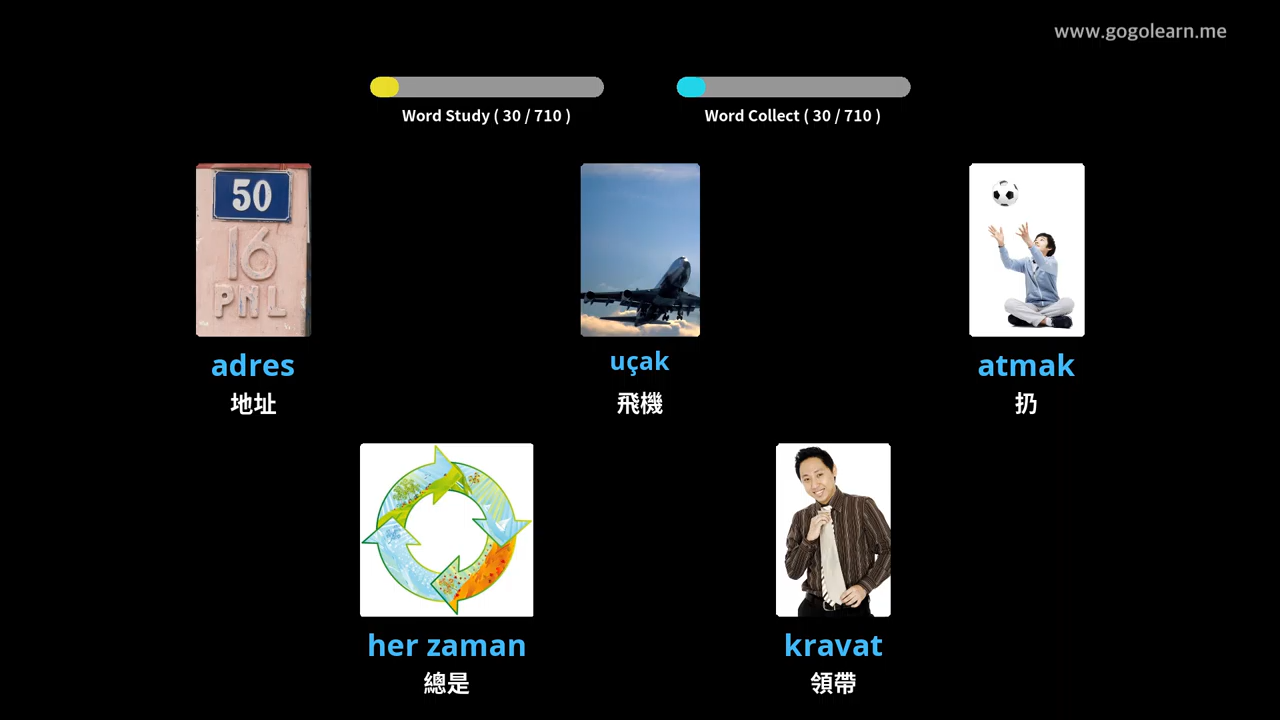 www.gogolearn.me
Word Study ( 30 / 710 )
Word Collect ( 30 / 710 )
50
16
PNL
adres
地址
uçak
飛機
atmak
扔
her zaman
總是
kravat
領帶